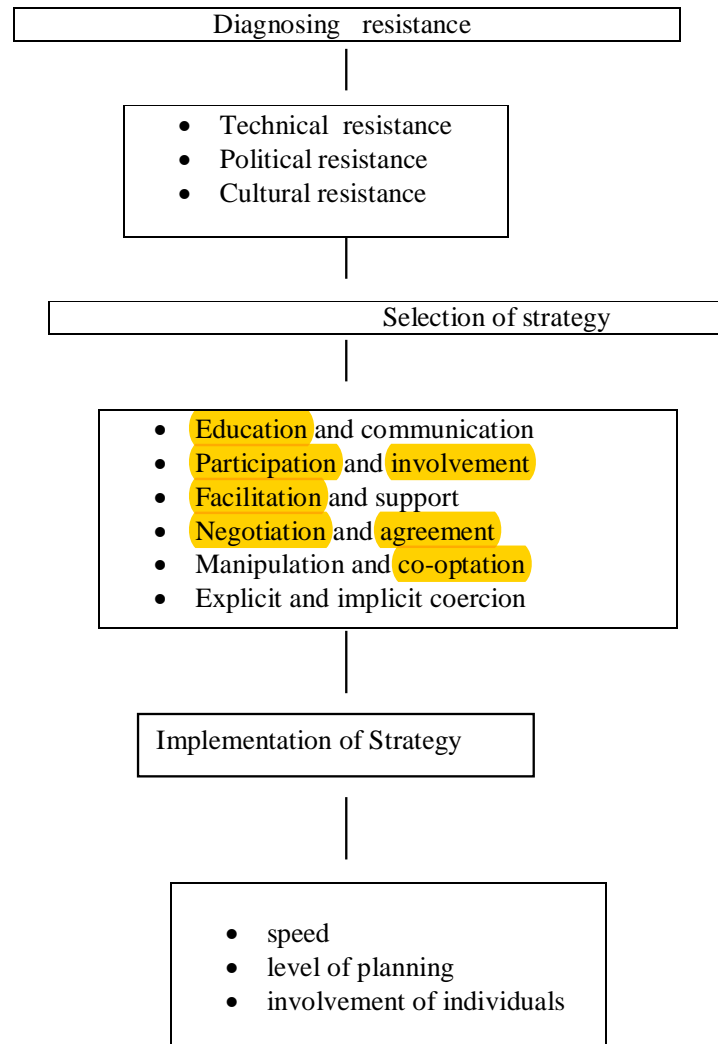 Diagnosing resistance
• Technical resistance
• Political resistance
• Cultural resistance
Selection of strategy
• Education and communication
• Participation and involvement
• Facilitation and support
• Negotiation and agreement
• Manipulation and co-optation
• Explicit and implicit coercion
Implementation of Strategy
• speed
• level of planning
• involvement of individuals